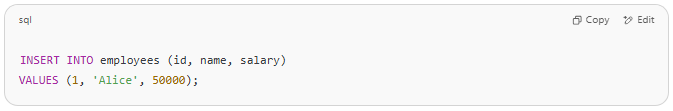 sql Copy Edit
INSERT INTO employees (id, name, salary)
VALUES (1, 'Alice', 50000);